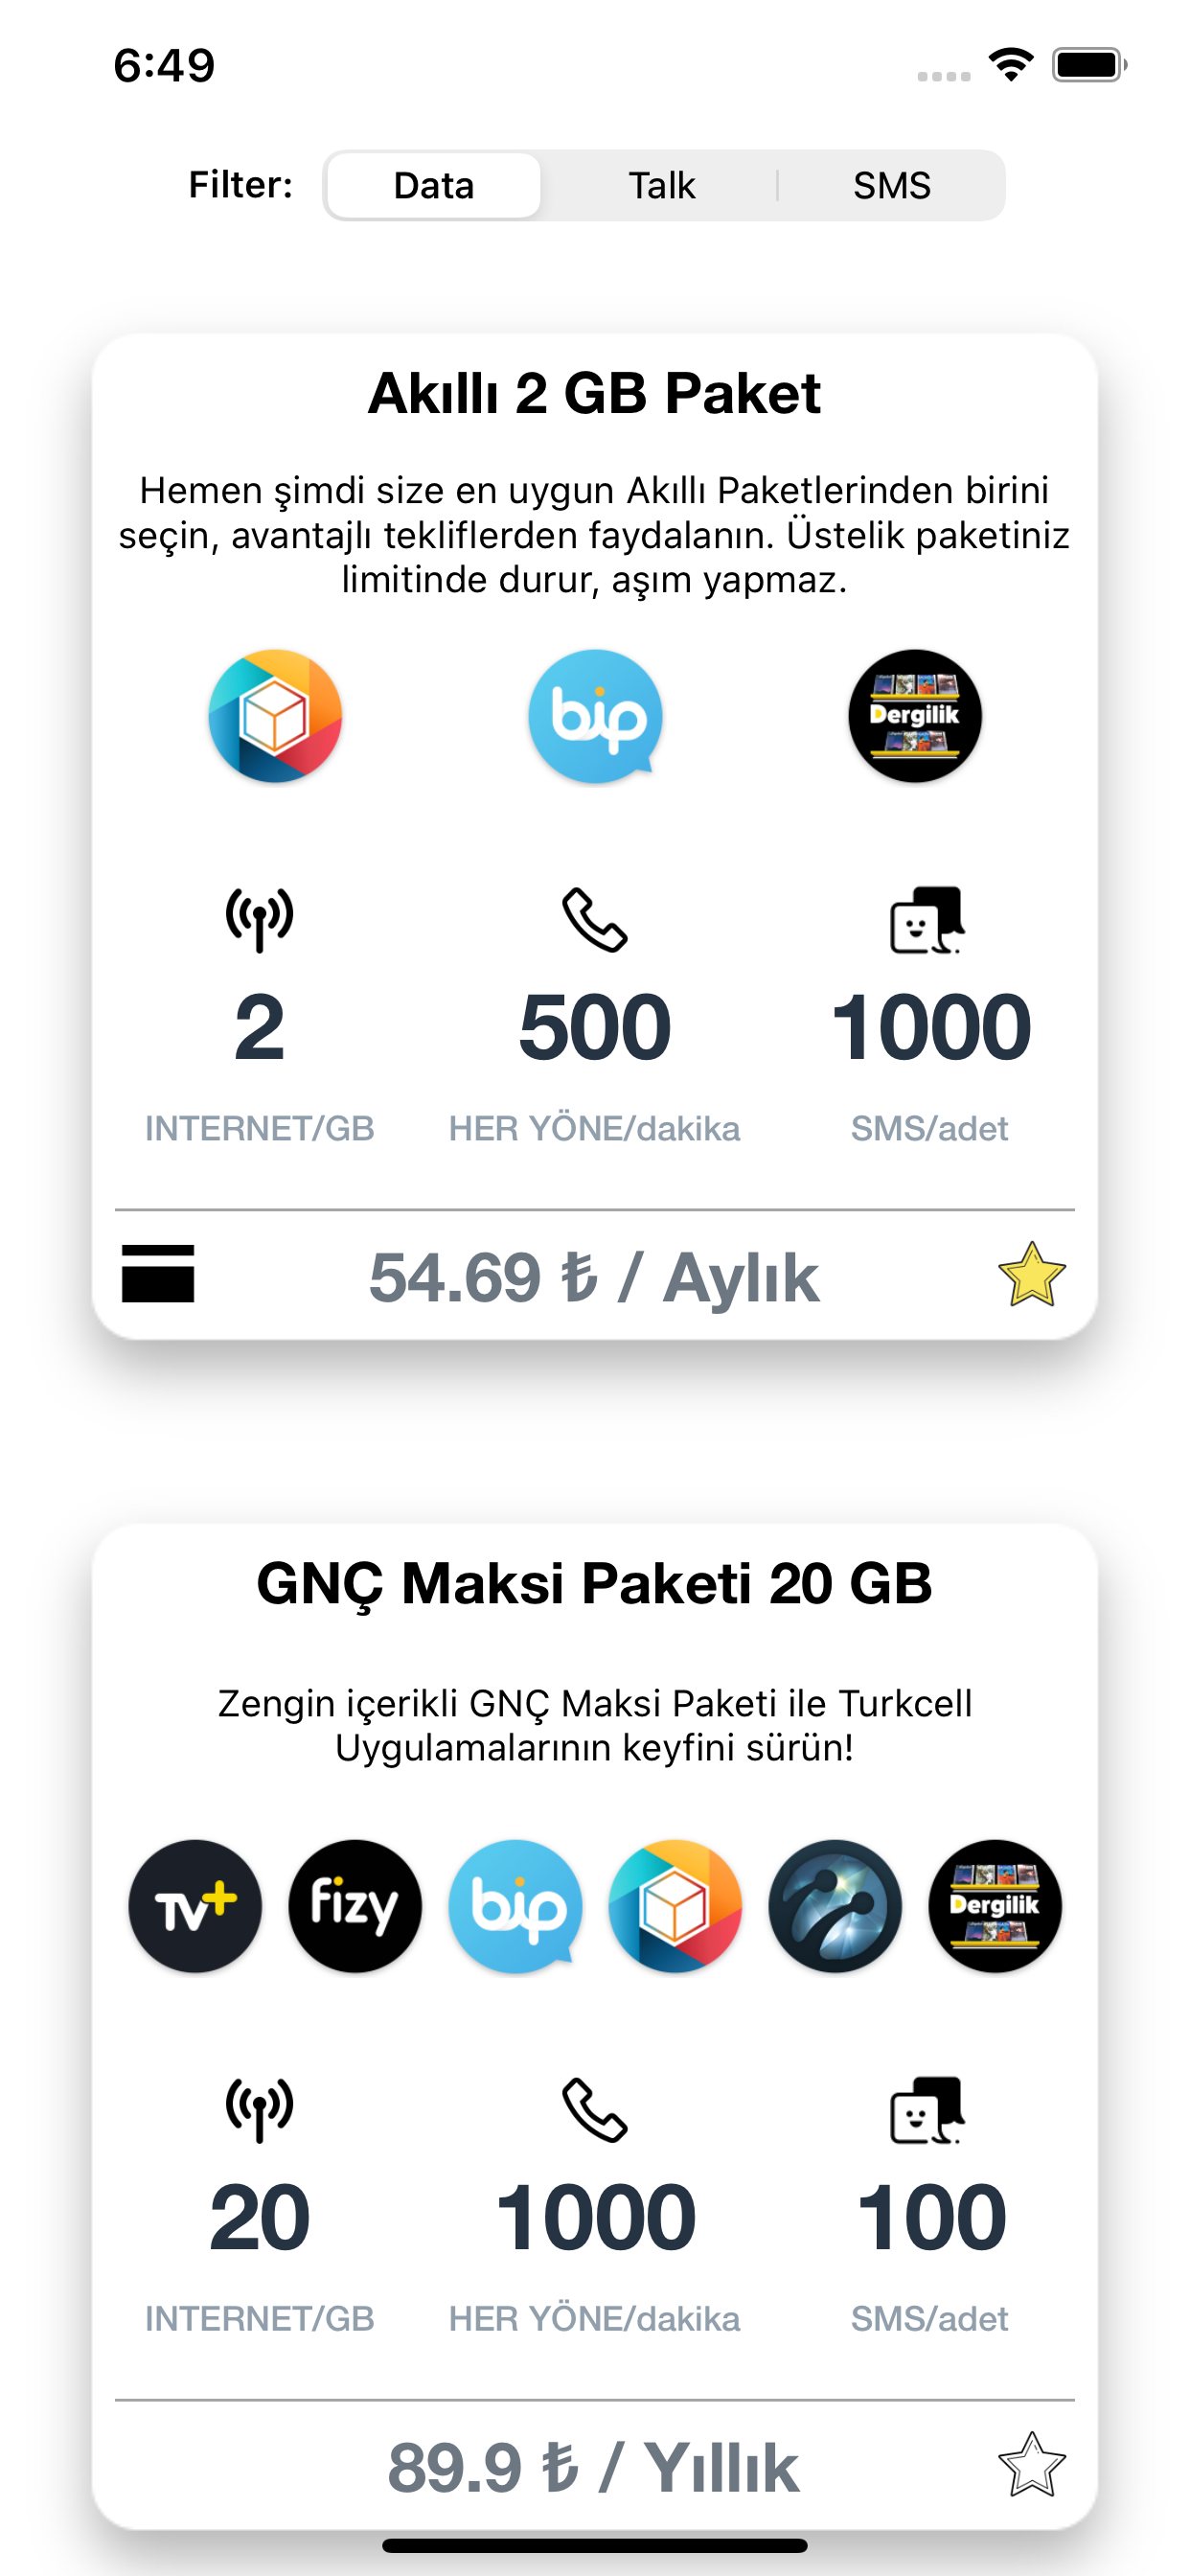 6:49
Filter: Data Talk SMS
Akıllı 2 GB Paket
Hemen şimdi size en uygun Akıllı Paketlerinden birini
seçin, avantajlı tekliflerden faydalanın. Üstelik paketiniz
limitinde durur, aşım yapmaz.
bip Dergilik
2 500 1000
INTERNET/GB HER YÖNE/dakika SMS/adet
54.69 ₺ / Aylık
GNÇ Maksi Paketi 20 GB
Zengin içerikli GNÇ Maksi Paketi ile Turkcell
Uygulamalarının keyfini sürün!
TV+ fizy bip Dergilik
20 1000 100
INTERNET/GB HER YÖNE/dakika SMS/adet
89.9 ₺ / Yıllık